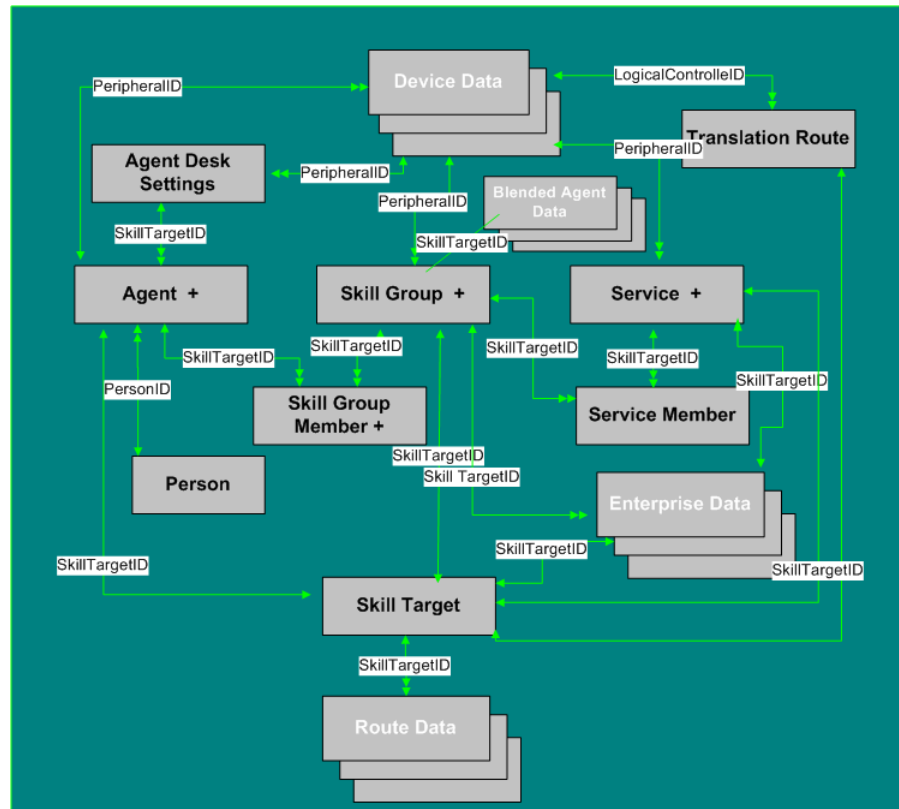 Device Data
LogicalControlleID
PeripheralID
Translation Route
PeripheralID
Agent Desk
Settings
PeripheralID
PeripheralID
Blended Agent
Data
SkillTargetID
SkillTargetID
Agent +
Skill Group +
Service +
SkillTargetID
SkillTargetID
SkillTargetID
SkillTargetID
SkillTargetID
PersonID
Skill Group
Member +
Service Member
SkillTargetID
Person
Skill TargetID
Enterprise Data
SkillTargetID
SkillTargetID
SkillTargetID
Skill Target
SkillTargetID
Route Data